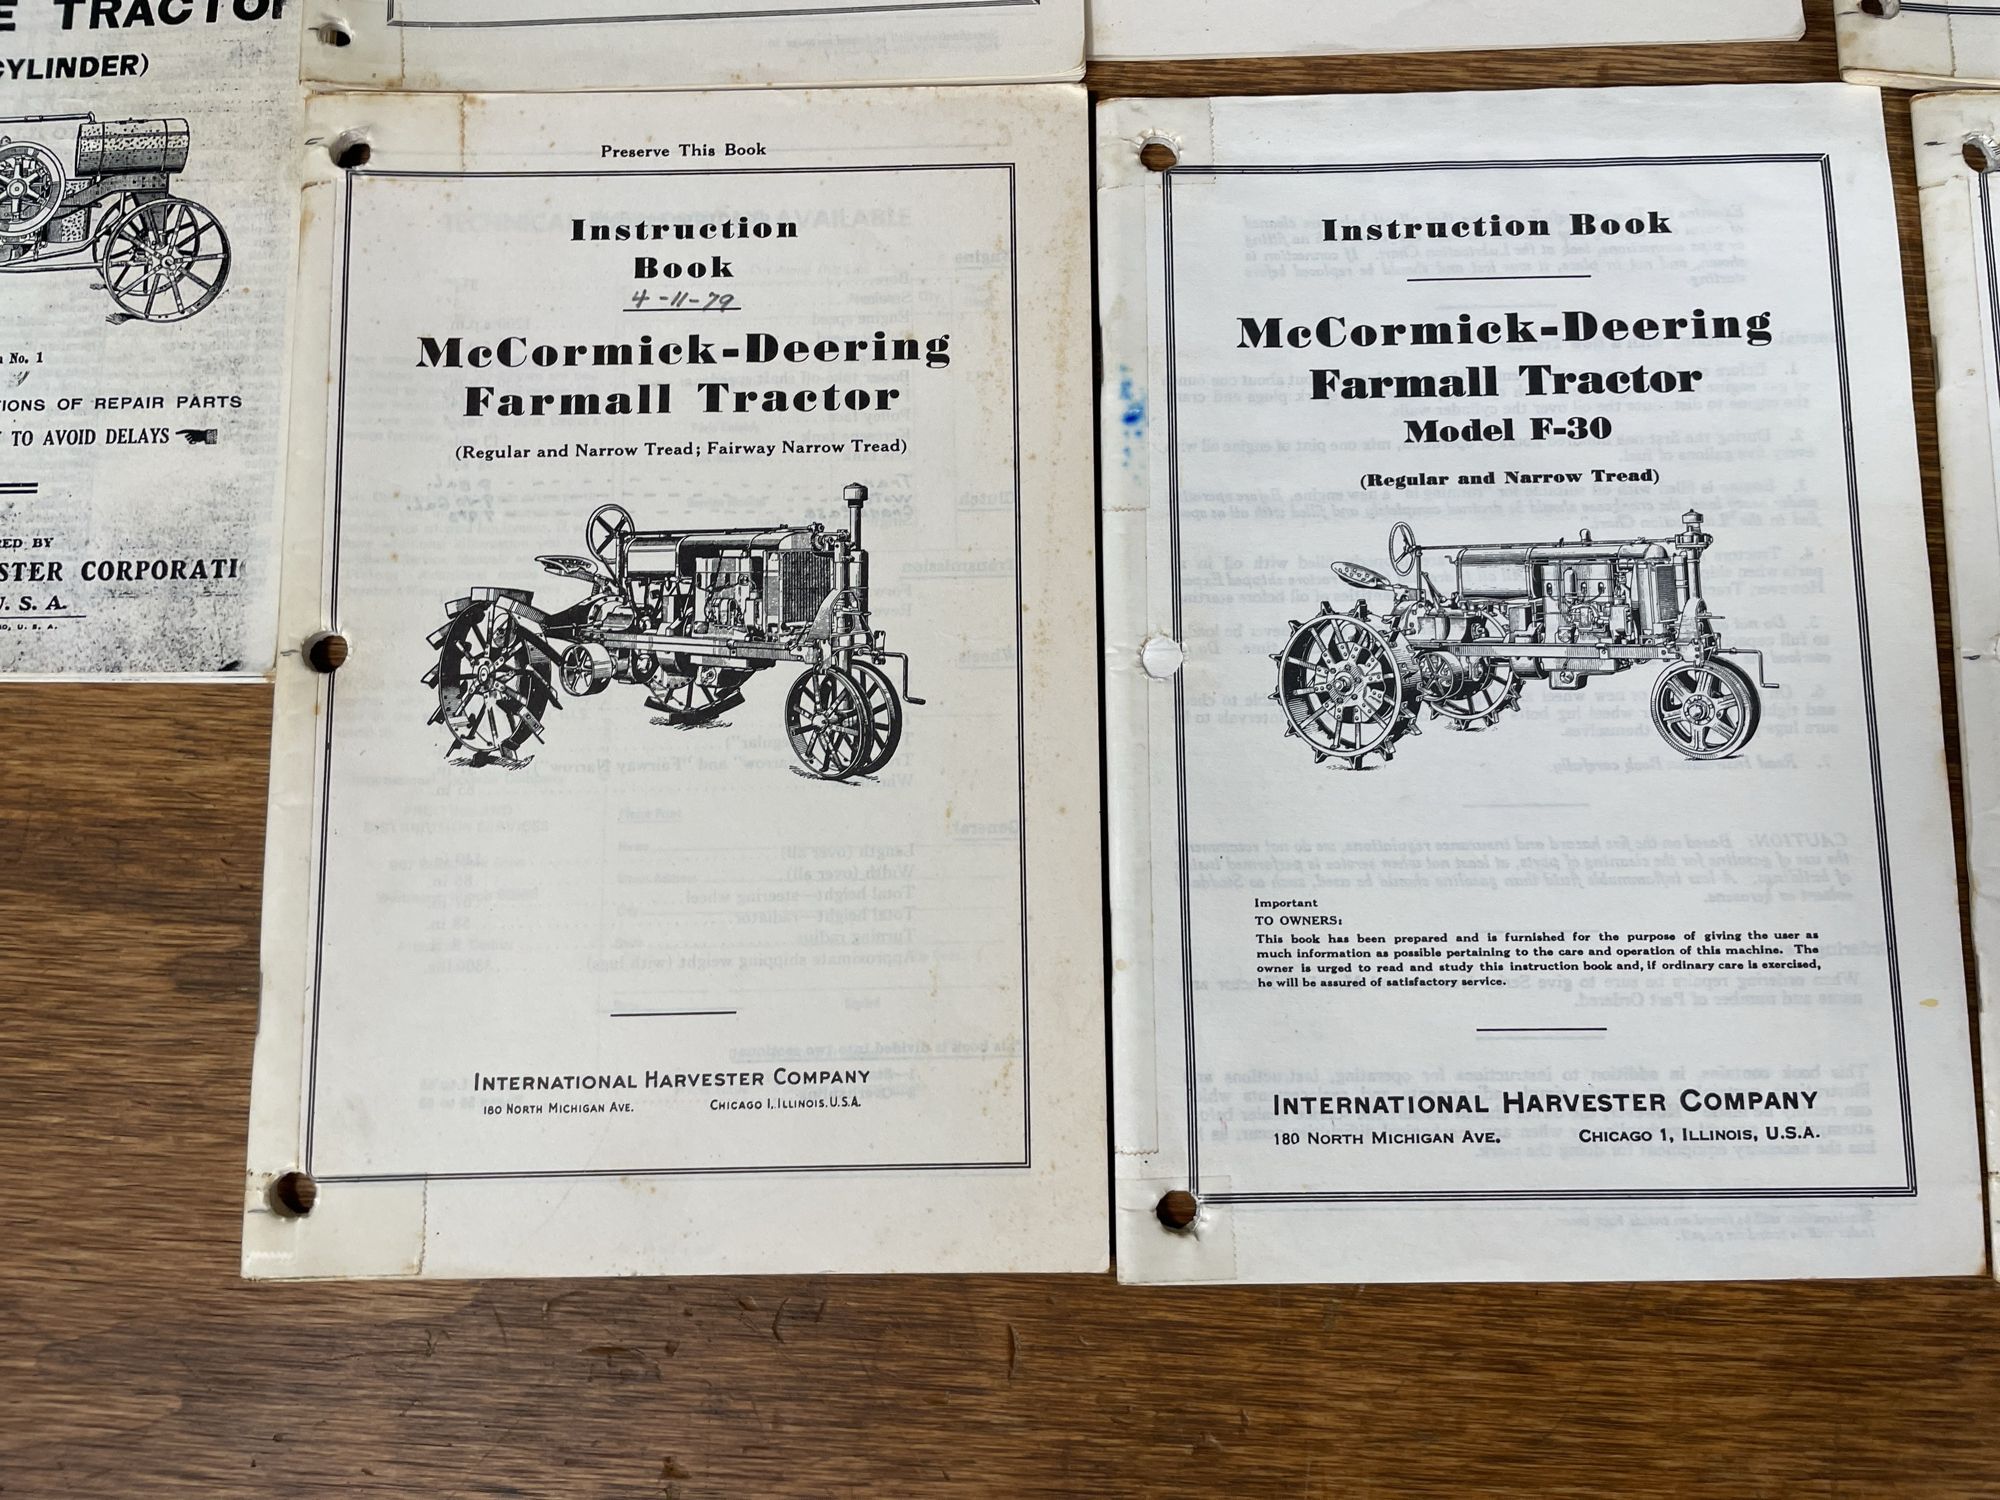 E TRACTOR
CYLINDER)
No. 1
TIONS OF REPAIR PARTS
TO AVOID DELAYS
RED BY
STER CORPORATI
U. S. A.
U. S. A.
Preserve This Book
Instruction
Book
4-11-79
McCormick-Deering
Farmall Tractor
(Regular and Narrow Tread; Fairway Narrow Tread)
INTERNATIONAL HARVESTER COMPANY
180 NORTH MICHIGAN AVE. CHICAGO 1, ILLINOIS, U.S.A.
Instruction Book
McCormick-Deering
Farmall Tractor
Model F-30
(Regular and Narrow Tread)
Important
TO OWNERS:
This book has been prepared and is furnished for the purpose of giving the user as
much information as possible pertaining to the care and operation of this machine. The
owner is urged to read and study this instruction book and, if ordinary care is exercised,
he will be assured of satisfactory service.
INTERNATIONAL HARVESTER COMPANY
180 NORTH MICHIGAN AVE. CHICAGO 1, ILLINOIS, U.S.A.